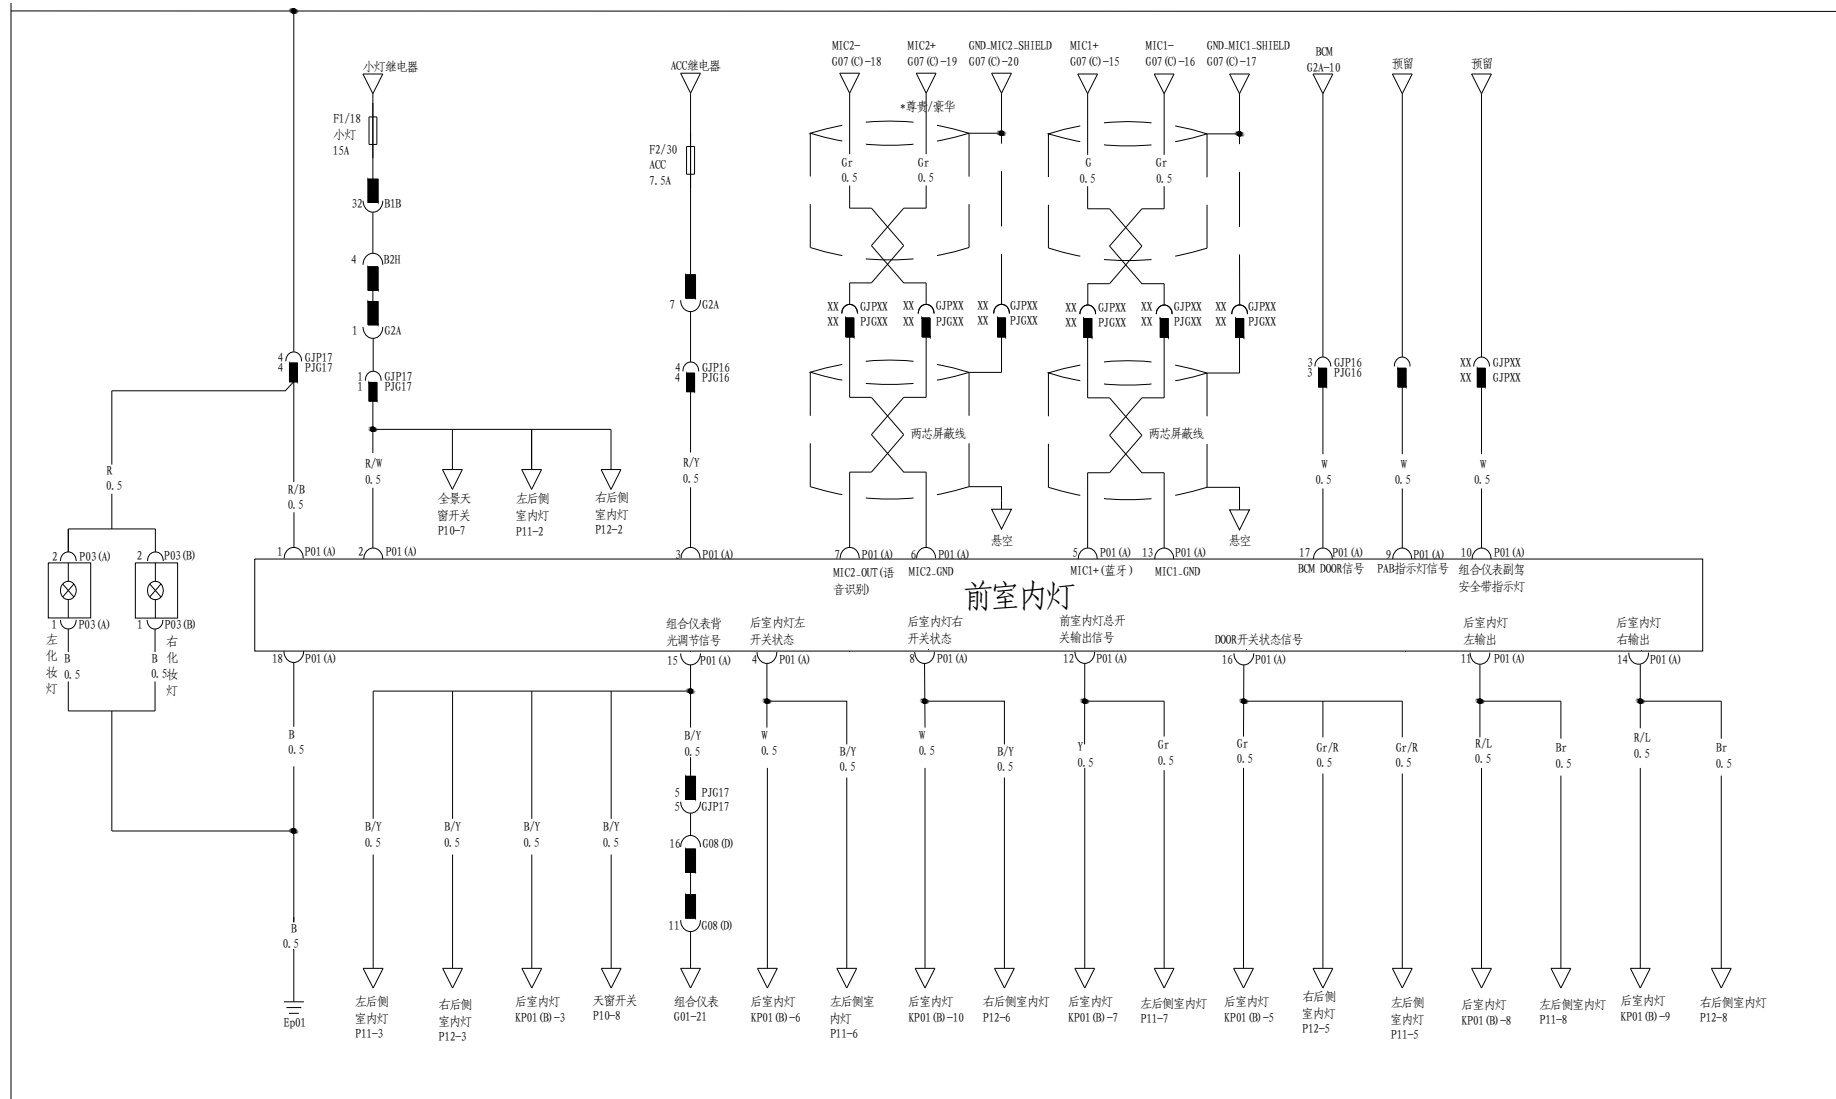 MIC2-
G07(C)-18
MIC2+
G07(C)-19
GND_MIC2_SHIELD
G07(C)-20
MIC1+
G07(C)-15
MIC1-
G07(C)-16
GND_MIC1_SHIELD
G07(C)-17
BCM
G2A-10
预留
预留
小灯继电器
ACC继电器
*尊贵/豪华
F1/18
小灯
15A
F2/30
ACC
7.5A
Gr
0.5
Gr
0.5
G
0.5
Gr
0.5
32 B1B
4 B2H
1 G2A
7 G2A
XX GJPXX
XX PJGXX
XX GJPXX
XX PJGXX
XX GJPXX
XX PJGXX
XX GJPXX
XX PJGXX
XX GJPXX
XX PJGXX
XX GJPXX
XX PJGXX
4 GJP17
4 PJG17
1 GJP17
1 PJG17
4 GJP16
4 PJG16
3 GJP16
3 PJG16
XX GJPXX
XX GJPXX
两芯屏蔽线
两芯屏蔽线
R
0.5
R/B
0.5
R/W
0.5
R/Y
0.5
W
0.5
W
0.5
W
0.5
全景天
窗开关
P10-7
左后侧
室内灯
P11-2
右后侧
室内灯
P12-2
悬空
悬空
2 P03(A)
2 P03(B)
1 P01(A)
2 P01(A)
3 P01(A)
7 P01(A)
6 P01(A)
5 P01(A)
13 P01(A)
17 P01(A)
9 P01(A)
10 P01(A)
MIC2_OUT(语
音识别)
MIC2_GND
MIC1+(蓝牙)
MIC1_GND
BCM DOOR信号
PAB指示灯信号
组合仪表副驾
安全带指示灯
前室内灯
1 P03(A)
1 P03(B)
左化妆灯
右化妆灯
B
0.5
B
0.5
组合仪表背
光调节信号
后室内灯左
开关状态
后室内灯右
开关状态
前室内灯总开
关输出信号
DOOR开关状态信号
后室内灯
左输出
后室内灯
右输出
18 P01(A)
15 P01(A)
4 P01(A)
8 P01(A)
12 P01(A)
16 P01(A)
11 P01(A)
14 P01(A)
B
0.5
B/Y
0.5
W
0.5
B/Y
0.5
W
0.5
B/Y
0.5
Y
0.5
Gr
0.5
Gr
0.5
Gr/R
0.5
Gr/R
0.5
R/L
0.5
Br
0.5
R/L
0.5
Br
0.5
5 PJG17
5 GJP17
B/Y
0.5
B/Y
0.5
B/Y
0.5
B/Y
0.5
16 G08(D)
11 G08(D)
B
0.5
Ep01
左后侧
室内灯
P11-3
右后侧
室内灯
P12-3
后室内灯
KP01(B)-3
天窗开关
P10-8
组合仪表
G01-21
后室内灯
KP01(B)-6
左后侧室
内灯
P11-6
后室内灯
KP01(B)-10
右后侧室内灯
P12-6
后室内灯
KP01(B)-7
左后侧室内灯
P11-7
后室内灯
KP01(B)-5
右后侧
室内灯
P12-5
左后侧
室内灯
P11-5
后室内灯
KP01(B)-8
左后侧室内灯
P11-8
后室内灯
KP01(B)-9
右后侧室内灯
P12-8